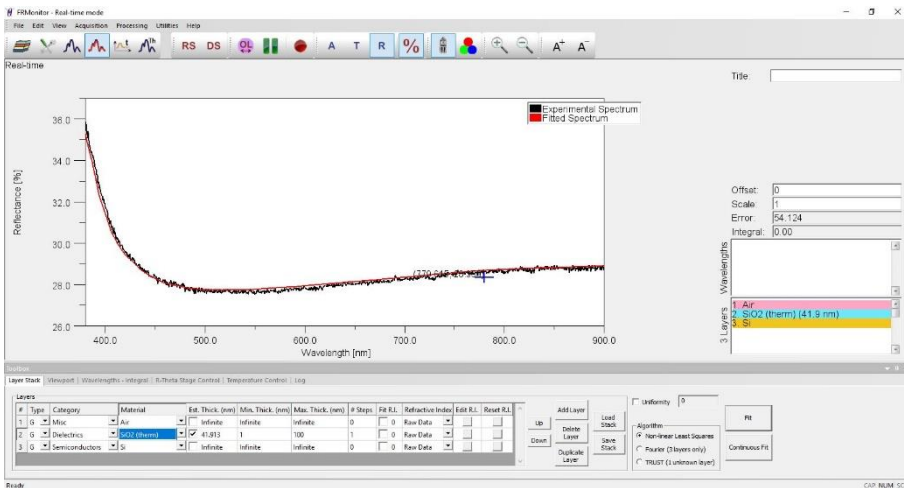 FRMonitor - Real-time mode
File Edit View Acquisition Processing Utilities Help
RS DS OL A T R % A+ A-
Real-time
Title:
Experimental Spectrum
Fitted Spectrum
36.0
34.0
32.0
30.0
28.0
26.0
Reflectance [%]
400.0 500.0 600.0 700.0 800.0 900.0
Wavelength [nm]
Offset: 0
Scale: 1
Error: 54.124
Integral: 0.00
Wavelengths
3 Layers
1 Air
2 SiO2 (therm) (41.9 nm)
3 Si
Toolbox
Layer Stack Viewport Wavelengths - Integral R-Theta Stage Control Temperature Control Log
Layers
# Type Category Material Est. Thick. (nm) Min. Thick. (nm) Max. Thick. (nm) # Steps Fit R.I. Refractive Index Edit R.I. Reset R.I.
1 G Misc Air Infinite Infinite Infinite 0 0 Raw Data
2 G Dielectrics SiO2 (therm) 41.913 1 100 1 0 Raw Data
3 G Semiconductors Si Infinite Infinite Infinite 0 0 Raw Data
Up
Down
Add Layer
Delete Layer
Duplicate Layer
Load Stack
Save Stack
Uniformity 0
Algorithm
Non-linear Least Squares
Fourier (3 layers only)
TRUST (1 unknown layer)
Fit
Continuous Fit
Ready
CAP NUM SC